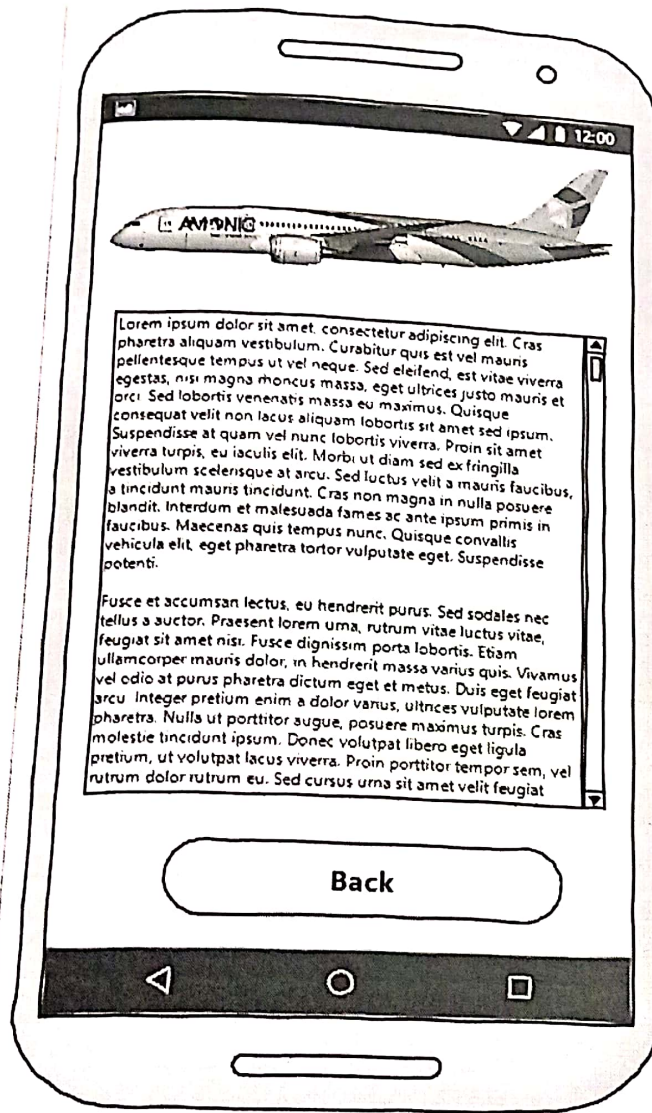 12:00
AVIONIC
Lorem ipsum dolor sit amet, consectetur adipiscing elit. Cras
pharetra aliquam vestibulum. Curabitur quis est vel mauris
pellentesque tempus ut vel neque. Sed eleifend, est vitae viverra
egestas, nisi magna rhoncus massa, eget ultrices justo mauris et
orci. Sed lobortis venenatis massa eu maximus. Quisque
consequat velit non lacus aliquam lobortis sit amet sed ipsum.
Suspendisse at quam vel nunc lobortis viverra. Proin sit amet
viverra turpis, eu iaculis elit. Morbi ut diam sed ex fringilla
vestibulum scelerisque at arcu. Sed luctus velit a mauris faucibus,
a tincidunt mauris tincidunt. Cras non magna in nulla posuere
blandit. Interdum et malesuada fames ac ante ipsum primis in
faucibus. Maecenas quis tempus nunc. Quisque convallis
vehicula elit, eget pharetra tortor vulputate eget. Suspendisse
potenti.
Fusce et accumsan lectus, eu hendrerit purus. Sed sodales nec
tellus a auctor. Praesent lorem urna, rutrum vitae luctus vitae,
feugiat sit amet nisi. Fusce dignissim porta lobortis. Etiam
ullamcorper mauris dolor, in hendrerit massa varius quis. Vivamus
vel odio at purus pharetra dictum eget et metus. Duis eget feugiat
arcu. Integer pretium enim a dolor varius, ultrices vulputate lorem
pharetra. Nulla ut porttitor augue, posuere maximus turpis. Cras
molestie tincidunt ipsum. Donec volutpat libero eget ligula
pretium, ut volutpat lacus viverra. Proin porttitor tempor sem, vel
rutrum dolor rutrum eu. Sed cursus urna sit amet velit feugiat
Back